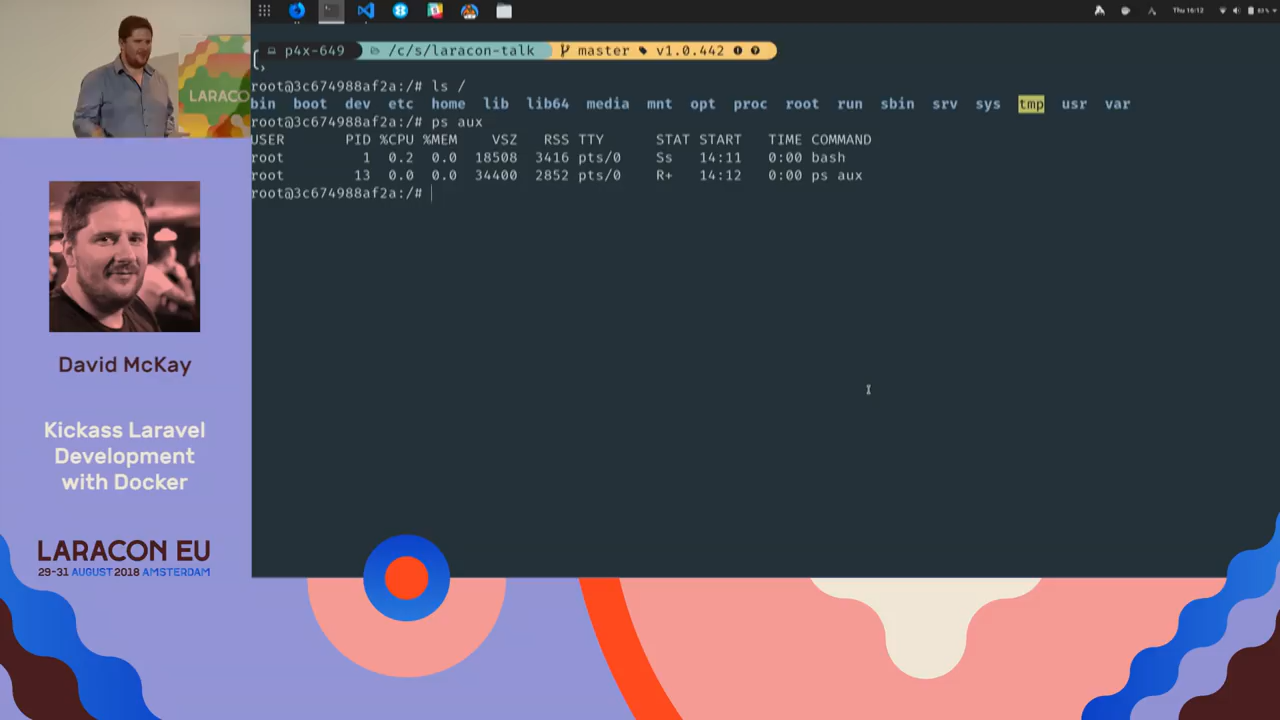 LARACO
David McKay
Kickass Laravel
Development
with Docker
LARACON EU
29-31 AUGUST 2018 AMSTERDAM
Thu 16:12
83%
p4x-649 /c/s/laracon-talk master v1.0.442
root@3c674988af2a:/# ls /
bin boot dev etc home lib lib64 media mnt opt proc root run sbin srv sys tmp usr var
root@3c674988af2a:/# ps aux
USER PID %CPU %MEM VSZ RSS TTY STAT START TIME COMMAND
root 1 0.2 0.0 18508 3416 pts/0 Ss 14:11 0:00 bash
root 13 0.0 0.0 34400 2852 pts/0 R+ 14:12 0:00 ps aux
root@3c674988af2a:/#